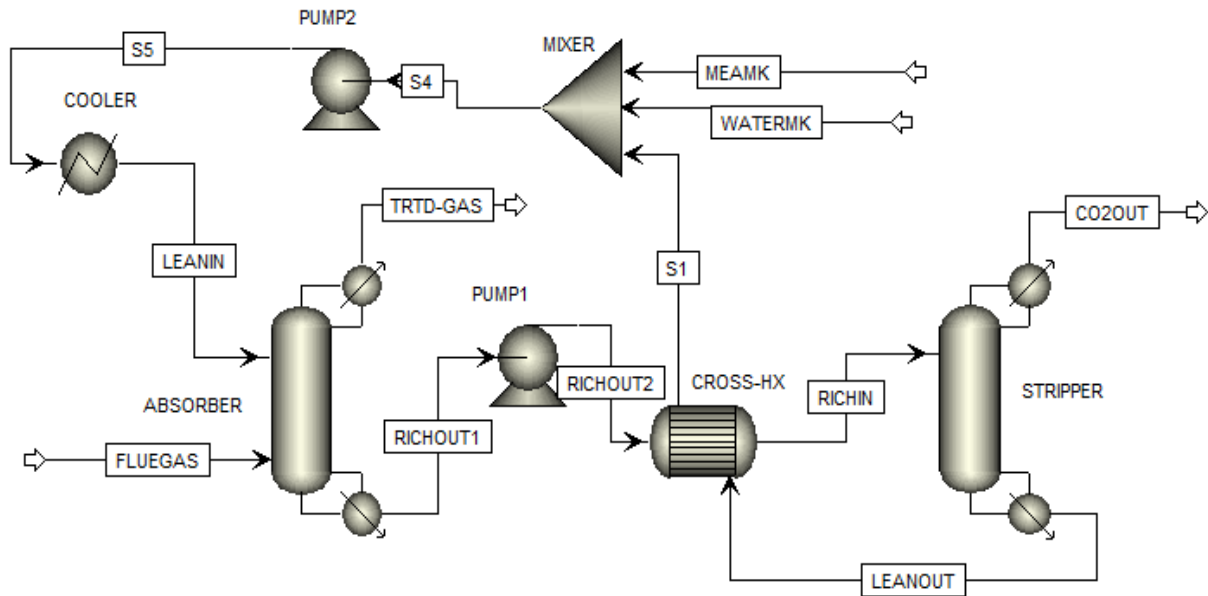 PUMP2
S5
MIXER
MEAMK
S4
COOLER
WATERMK
TRTD-GAS
CO2OUT
LEANIN
S1
PUMP1
RICHOUT2
CROSS-HX
RICHIN
STRIPPER
ABSORBER
RICHOUT1
FLUEGAS
LEANOUT